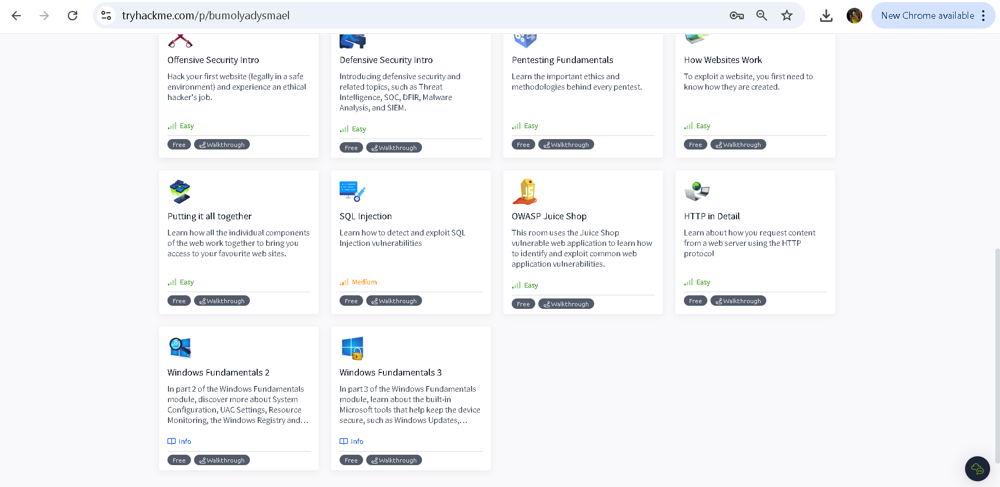 tryhackme.com/p/bumolyadysmael
New Chrome available
Offensive Security Intro
Hack your first website (legally in a safe
environment) and experience an ethical
hacker's job.
Easy
Free Walkthrough
Defensive Security Intro
Introducing defensive security and
related topics, such as Threat
Intelligence, SOC, DFIR, Malware
Analysis, and SIEM.
Easy
Free Walkthrough
Pentesting Fundamentals
Learn the important ethics and
methodologies behind every pentest.
Easy
Free Walkthrough
How Websites Work
To exploit a website, you first need to
know how they are created.
Easy
Free Walkthrough
Putting it all together
Learn how all the individual components
of the web work together to bring you
access to your favourite web sites.
Easy
Free Walkthrough
SQL Injection
Learn how to detect and exploit SQL
Injection vulnerabilities
Medium
Free Walkthrough
JS
OWASP Juice Shop
This room uses the Juice Shop
vulnerable web application to learn how
to identify and exploit common web
application vulnerabilities.
Easy
Free Walkthrough
HTTP in Detail
Learn about how you request content
from a web server using the HTTP
protocol
Easy
Free Walkthrough
Windows Fundamentals 2
In part 2 of the Windows Fundamentals
module, discover more about System
Configuration, UAC Settings, Resource
Monitoring, the Windows Registry and…
Info
Free Walkthrough
Windows Fundamentals 3
In part 3 of the Windows Fundamentals
module, learn about the built-in
Microsoft tools that help keep the device
secure, such as Windows Updates,…
Info
Free Walkthrough